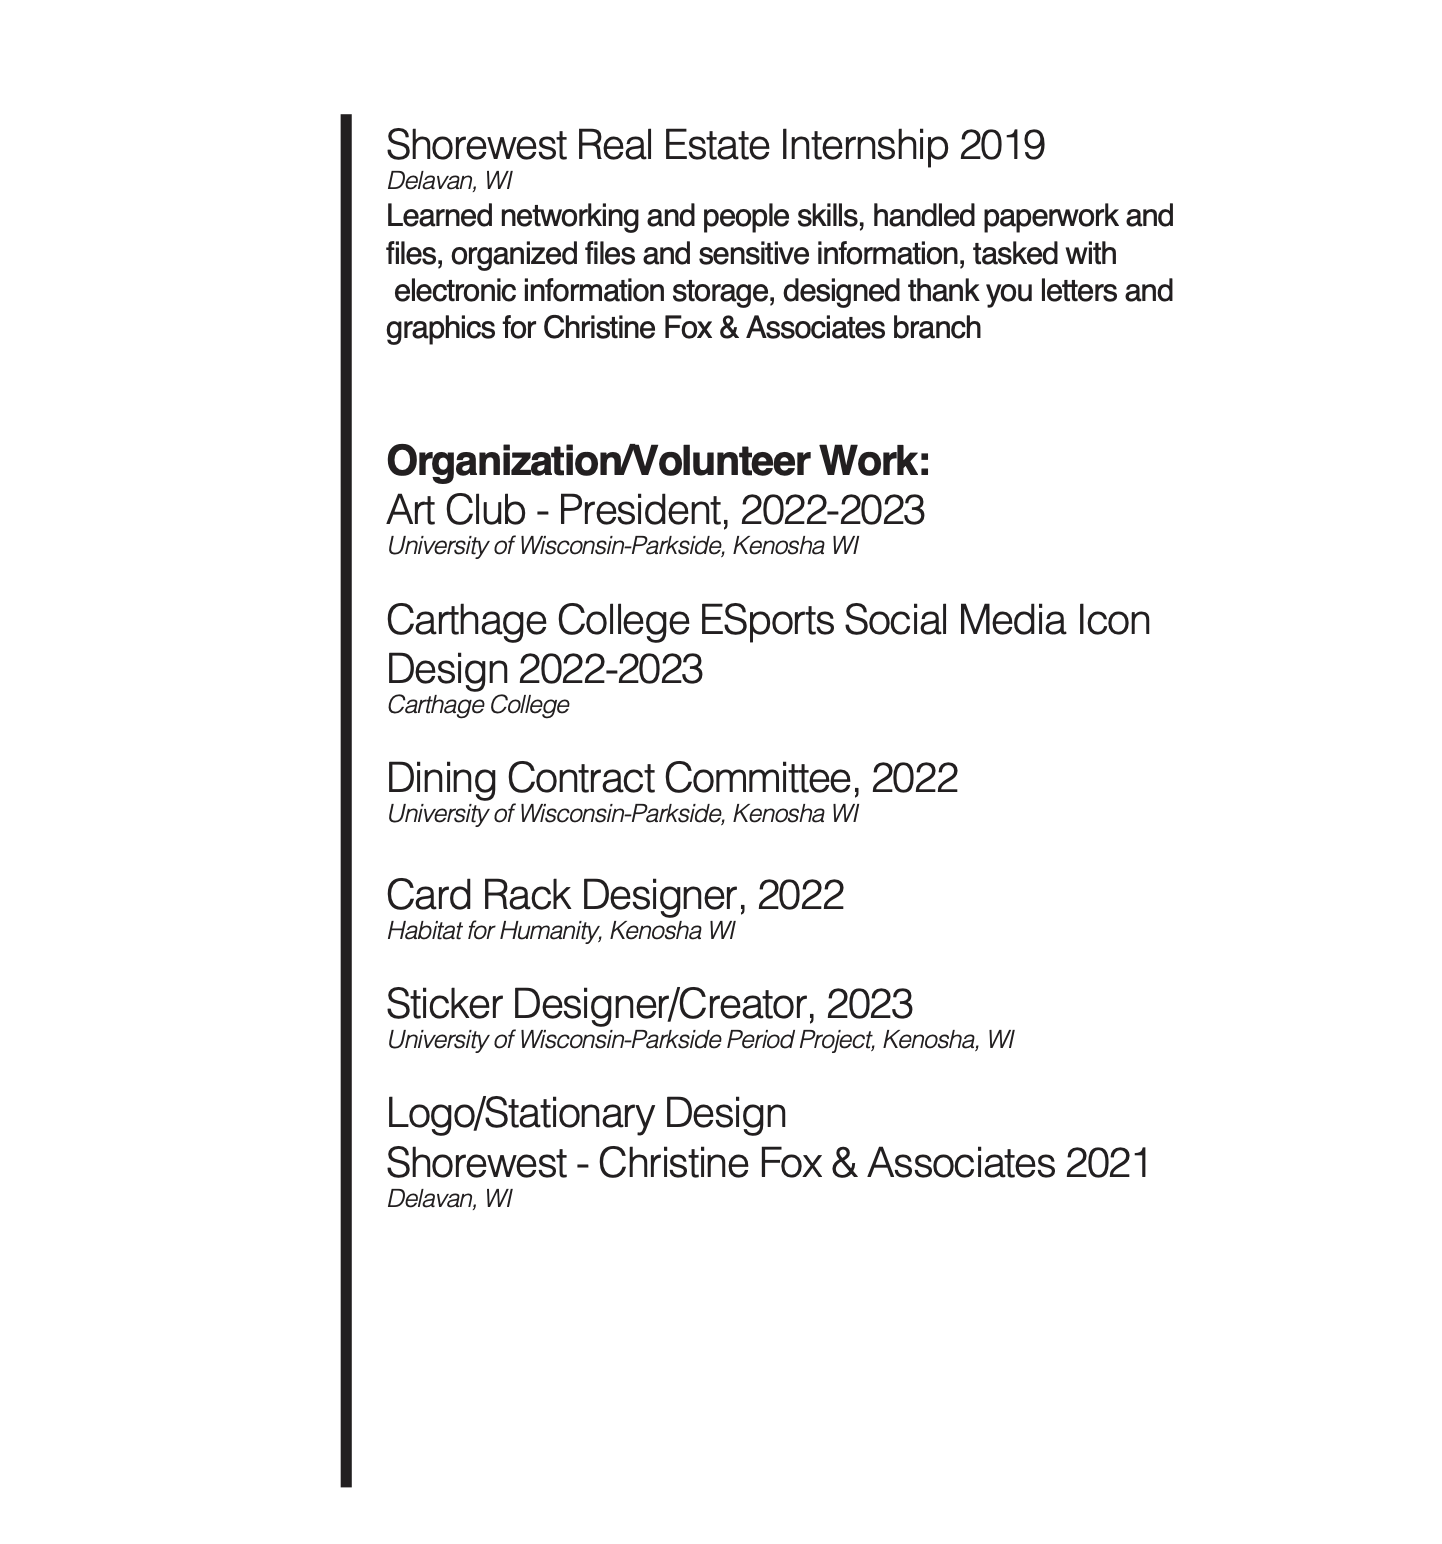 Shorewest Real Estate Internship 2019
Delavan, WI
Learned networking and people skills, handled paperwork and
files, organized files and sensitive information, tasked with
electronic information storage, designed thank you letters and
graphics for Christine Fox & Associates branch
Organization/Volunteer Work:
Art Club - President, 2022-2023
University of Wisconsin-Parkside, Kenosha WI
Carthage College ESports Social Media Icon
Design 2022-2023
Carthage College
Dining Contract Committee, 2022
University of Wisconsin-Parkside, Kenosha WI
Card Rack Designer, 2022
Habitat for Humanity, Kenosha WI
Sticker Designer/Creator, 2023
University of Wisconsin-Parkside Period Project, Kenosha, WI
Logo/Stationary Design
Shorewest - Christine Fox & Associates 2021
Delavan, WI